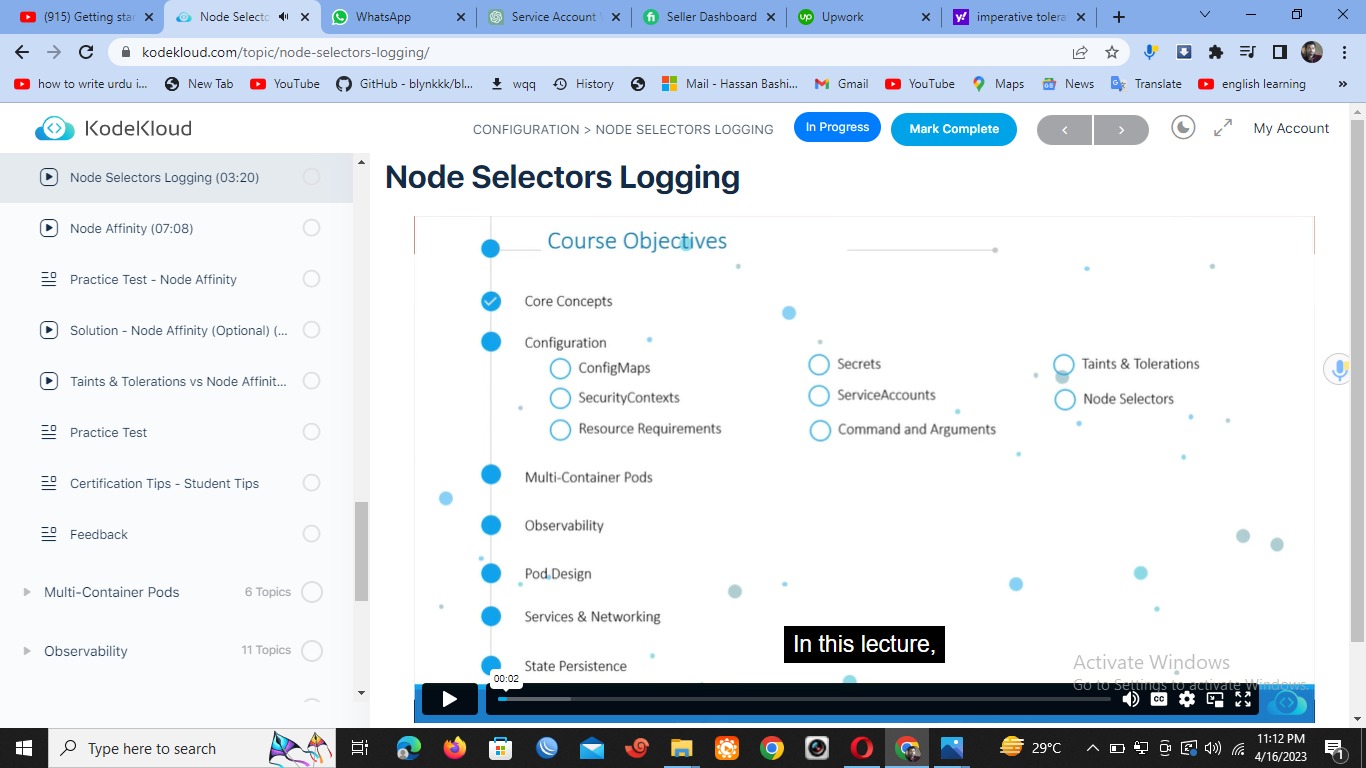 (915) Getting star
Node Selecto
WhatsApp
Service Account
Seller Dashboard
Upwork
imperative tolera
kodekloud.com/topic/node-selectors-logging/
how to write urdu i...
New Tab
YouTube
GitHub - blynkkk/bl...
wqq
History
Mail - Hassan Bashi...
Gmail
YouTube
Maps
News
Translate
english learning
KodeKloud
CONFIGURATION > NODE SELECTORS LOGGING
In Progress
Mark Complete
My Account
Node Selectors Logging (03:20)
Node Affinity (07:08)
Practice Test - Node Affinity
Solution - Node Affinity (Optional) (...
Taints & Tolerations vs Node Affinit...
Practice Test
Certification Tips - Student Tips
Feedback
Multi-Container Pods 6 Topics
Observability 11 Topics
Node Selectors Logging
Course Objectives
Core Concepts
Configuration
ConfigMaps Secrets Taints & Tolerations
SecurityContexts ServiceAccounts Node Selectors
Resource Requirements Command and Arguments
Multi-Container Pods
Observability
Pod Design
Services & Networking
State Persistence
In this lecture,
Activate Windows
Go to Settings to activate Windows.
00:02
CC
Type here to search
29°C
11:12 PM
4/16/2023
1